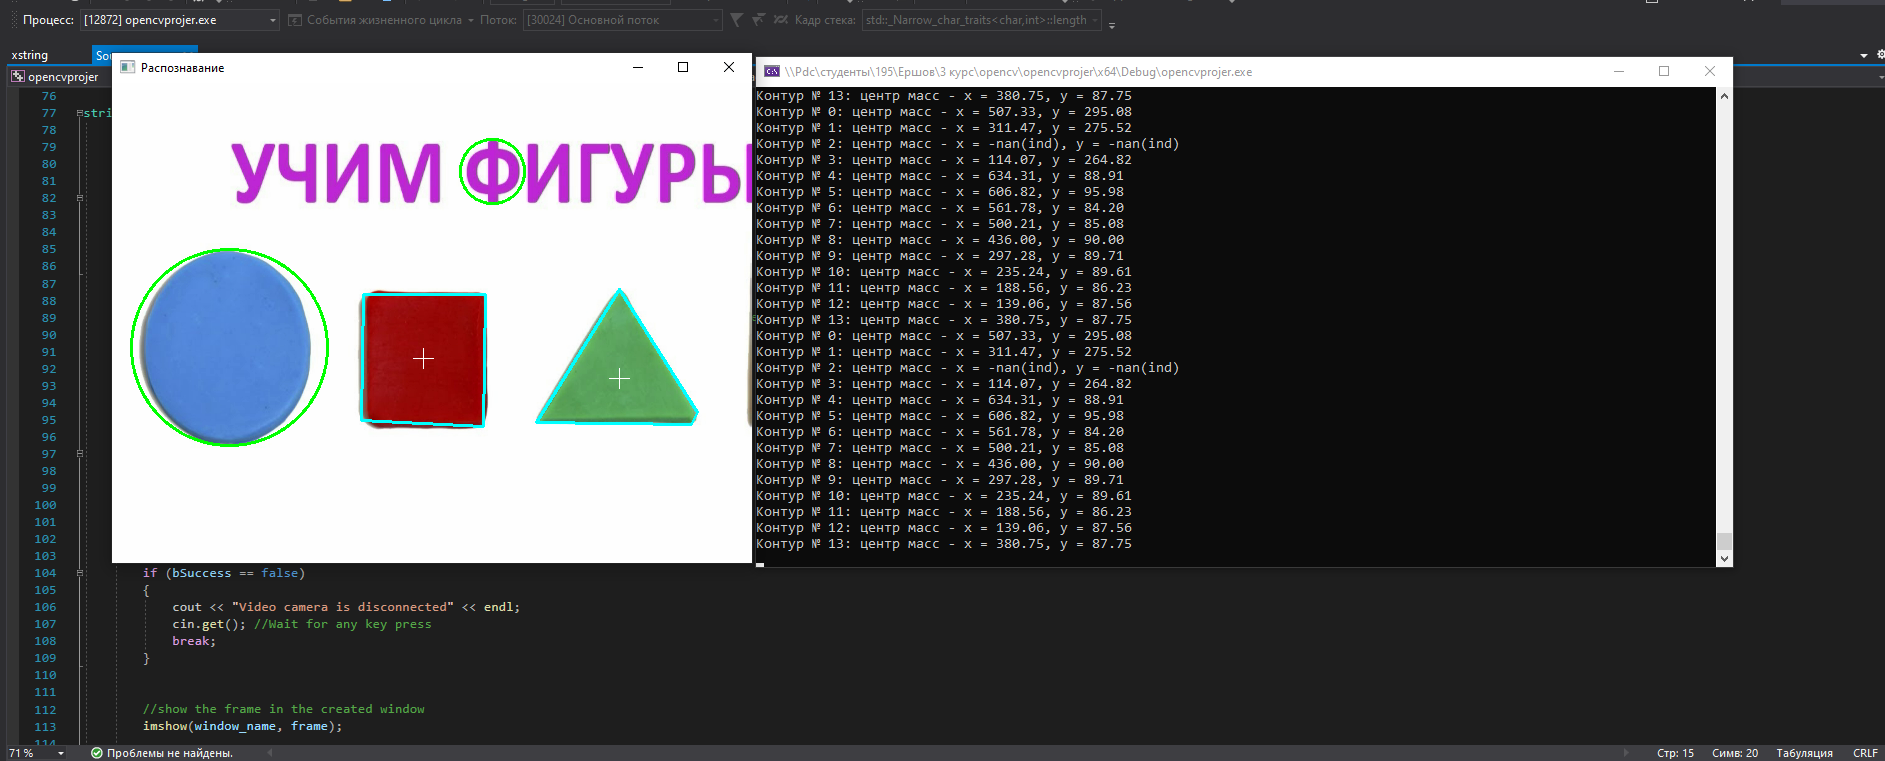 Процесс: [12872] opencvprojer.exe События жизненного цикла Поток: [30024] Основной поток Кадр стека: std::_Narrow_char_traits<char,int>::length
xstring
opencvprojer
Распознавание
УЧИМ ФИГУРЫ
\\Pdc\студенты\195\Ершов\3 курс\opencv\opencvprojer\x64\Debug\opencvprojer.exe
Контур № 13: центр масс - x = 380.75, y = 87.75
Контур № 0: центр масс - x = 507.33, y = 295.08
Контур № 1: центр масс - x = 311.47, y = 275.52
Контур № 2: центр масс - x = -nan(ind), y = -nan(ind)
Контур № 3: центр масс - x = 114.07, y = 264.82
Контур № 4: центр масс - x = 634.31, y = 88.91
Контур № 5: центр масс - x = 606.82, y = 95.98
Контур № 6: центр масс - x = 561.78, y = 84.20
Контур № 7: центр масс - x = 500.21, y = 85.08
Контур № 8: центр масс - x = 436.00, y = 90.00
Контур № 9: центр масс - x = 297.28, y = 89.71
Контур № 10: центр масс - x = 235.24, y = 89.61
Контур № 11: центр масс - x = 188.56, y = 86.23
Контур № 12: центр масс - x = 139.06, y = 87.56
Контур № 13: центр масс - x = 380.75, y = 87.75
Контур № 0: центр масс - x = 507.33, y = 295.08
Контур № 1: центр масс - x = 311.47, y = 275.52
Контур № 2: центр масс - x = -nan(ind), y = -nan(ind)
Контур № 3: центр масс - x = 114.07, y = 264.82
Контур № 4: центр масс - x = 634.31, y = 88.91
Контур № 5: центр масс - x = 606.82, y = 95.98
Контур № 6: центр масс - x = 561.78, y = 84.20
Контур № 7: центр масс - x = 500.21, y = 85.08
Контур № 8: центр масс - x = 436.00, y = 90.00
Контур № 9: центр масс - x = 297.28, y = 89.71
Контур № 10: центр масс - x = 235.24, y = 89.61
Контур № 11: центр масс - x = 188.56, y = 86.23
Контур № 12: центр масс - x = 139.06, y = 87.56
Контур № 13: центр масс - x = 380.75, y = 87.75
76
77 stri
78
79
80
81
82
83
84
85
86
87
88
89
90
91
92
93
94
95
96
97
98
99
100
101
102
103
104 if (bSuccess == false)
105 {
106 cout << "Video camera is disconnected" << endl;
107 cin.get(); //Wait for any key press
108 break;
109 }
110
111
112 //show the frame in the created window
113 imshow(window_name, frame);
114
71 % Проблемы не найдены. Стр: 15 Симв: 20 Табуляция CRLF